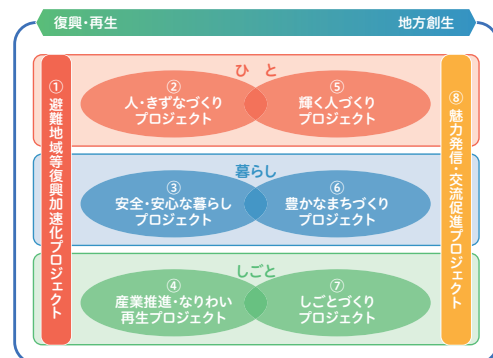 復興・再生
地方創生
①避難地域等復興加速化プロジェクト
ひと
②
人・きずなづくり
プロジェクト
⑤
輝く人づくり
プロジェクト
暮らし
③
安全・安心な暮らし
プロジェクト
⑥
豊かなまちづくり
プロジェクト
しごと
④
産業推進・なりわい
再生プロジェクト
⑦
しごとづくり
プロジェクト
⑧魅力発信・交流促進プロジェクト